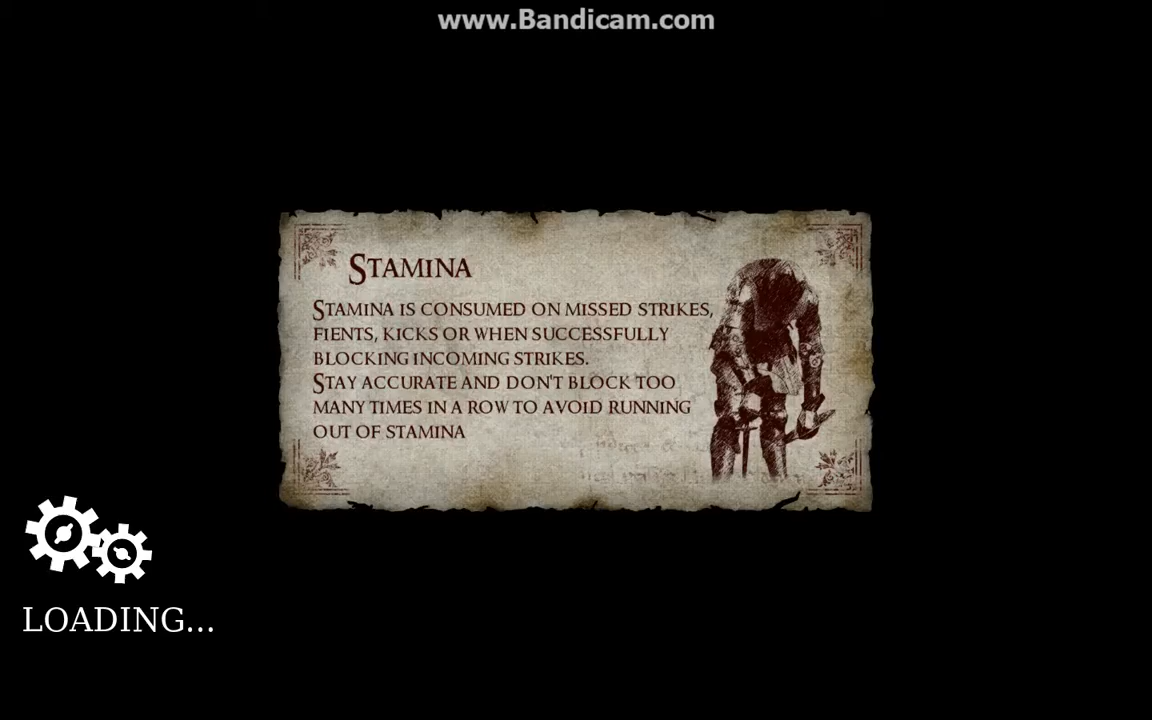 www.Bandicam.com
STAMINA
STAMINA IS CONSUMED ON MISSED STRIKES,
FIENTS, KICKS OR WHEN SUCCESSFULLY
BLOCKING INCOMING STRIKES.
STAY ACCURATE AND DON'T BLOCK TOO
MANY TIMES IN A ROW TO AVOID RUNNING
OUT OF STAMINA
LOADING...